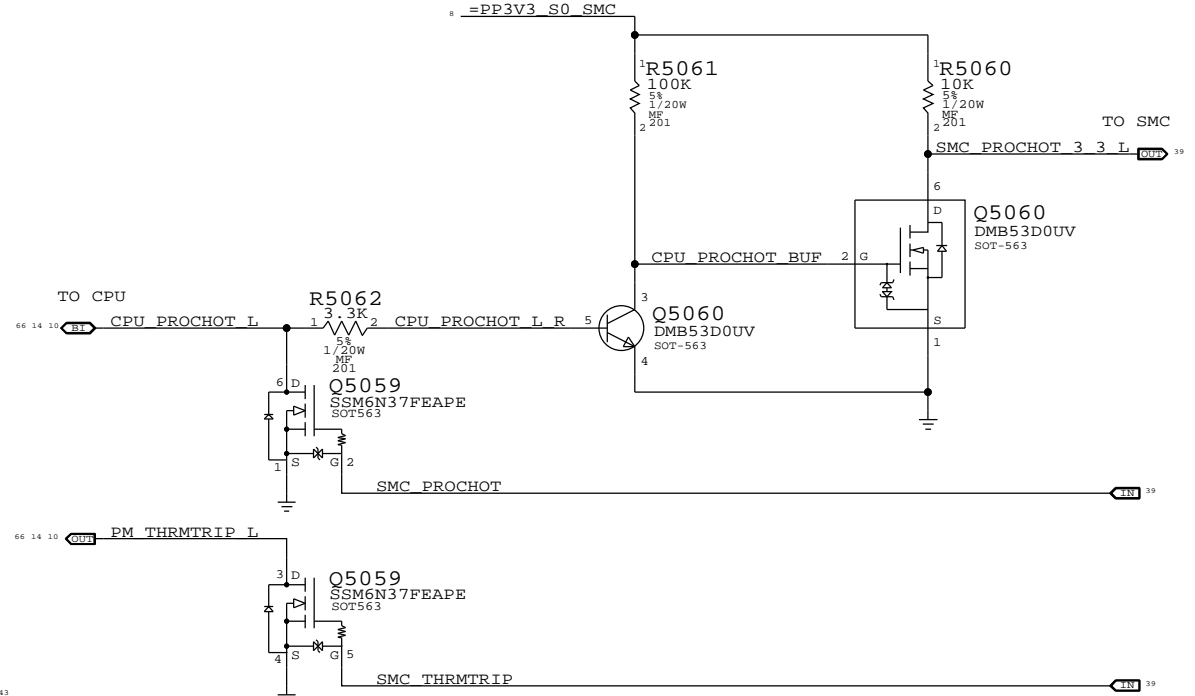 8 =PP3V3_S0_SMC
1 R5061
100K
5%
1/20W
MF
2 201
1 R5060
10K
5%
1/20W
MF
2 201
TO SMC
SMC_PROCHOT_3_3_L OUT 39
6
D
Q5060
DMB53D0UV
SOT-563
CPU_PROCHOT_BUF 2 G
S
1
TO CPU
66 14 10 BI CPU_PROCHOT_L
R5062
3.3K
1 2
5%
1/20W
MF
201
CPU_PROCHOT_L_R 5
3
Q5060
DMB53D0UV
SOT-563
4
6 D
Q5059
SSM6N37FEAPE
SOT563
1 S G 2
SMC_PROCHOT IN 39
66 14 10 OUT PM_THRMTRIP_L
3 D
Q5059
SSM6N37FEAPE
SOT563
4 S G 5
SMC_THRMTRIP IN 39
43